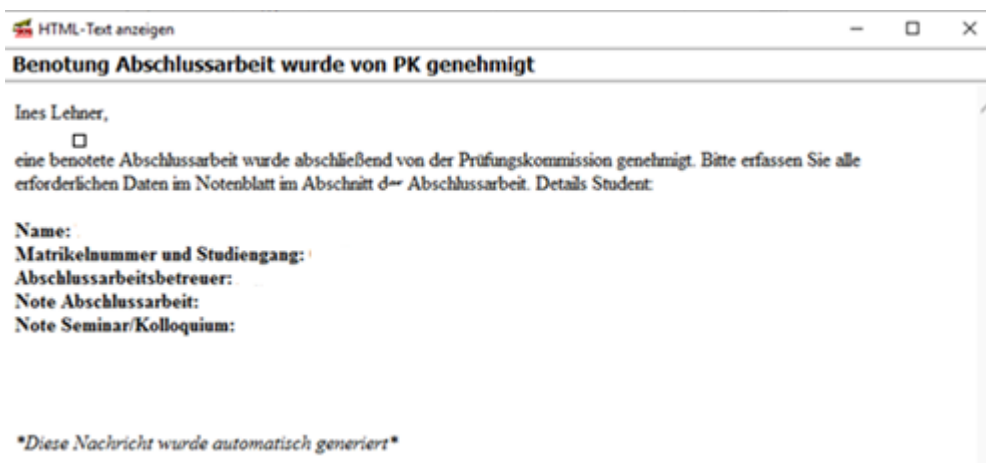 HTML-Text anzeigen
Benotung Abschlussarbeit wurde von PK genehmigt
Ines Lehner,
eine benotete Abschlussarbeit wurde abschließend von der Prüfungskommission genehmigt. Bitte erfassen Sie alle
erforderlichen Daten im Notenblatt im Abschnitt der Abschlussarbeit. Details Student:
Name:
Matrikelnummer und Studiengang:
Abschlussarbeitsbetreuer:
Note Abschlussarbeit:
Note Seminar/Kolloquium:
*Diese Nachricht wurde automatisch generiert*